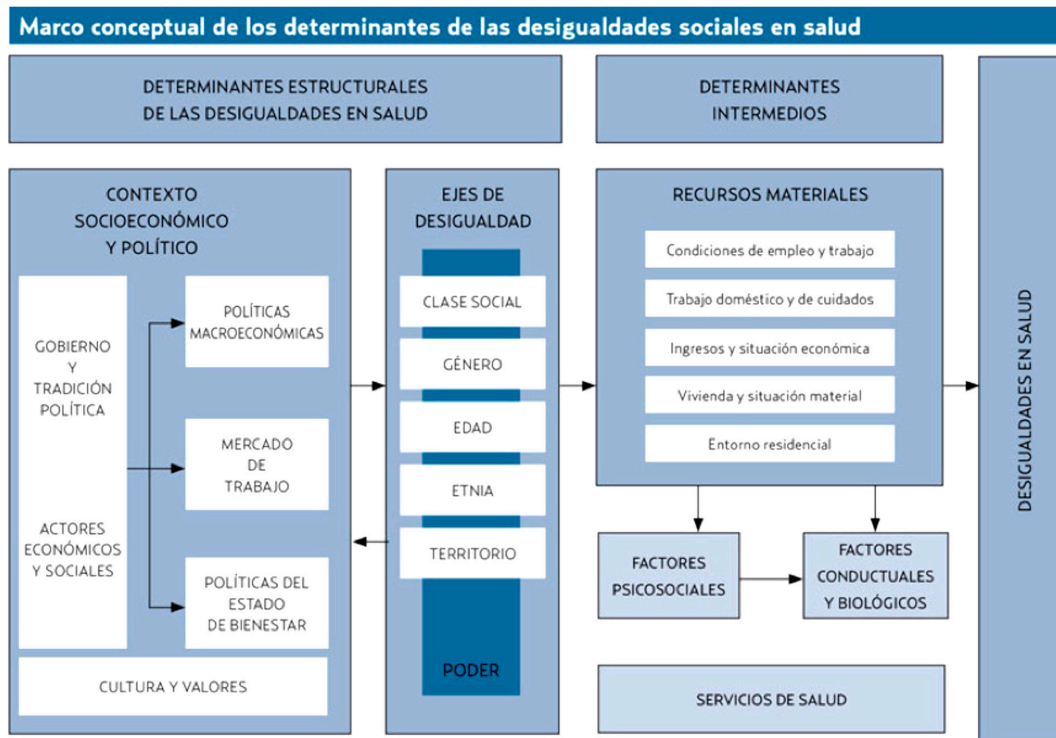 Marco conceptual de los determinantes de las desigualdades sociales en salud
DETERMINANTES ESTRUCTURALES
DE LAS DESIGUALDADES EN SALUD
DETERMINANTES
INTERMEDIOS
CONTEXTO
SOCIOECONÓMICO
Y POLÍTICO
GOBIERNO
Y
TRADICIÓN
POLÍTICA
ACTORES
ECONÓMICOS
Y SOCIALES
POLÍTICAS
MACROECONÓMICAS
MERCADO
DE
TRABAJO
POLÍTICAS DEL
ESTADO
DE BIENESTAR
CULTURA Y VALORES
EJES DE
DESIGUALDAD
CLASE SOCIAL
GÉNERO
EDAD
ETNIA
TERRITORIO
PODER
RECURSOS MATERIALES
Condiciones de empleo y trabajo
Trabajo doméstico y de cuidados
Ingresos y situación económica
Vivienda y situación material
Entorno residencial
FACTORES
PSICOSOCIALES
FACTORES
CONDUCTUALES
Y BIOLÓGICOS
SERVICIOS DE SALUD
DESIGUALDADES EN SALUD